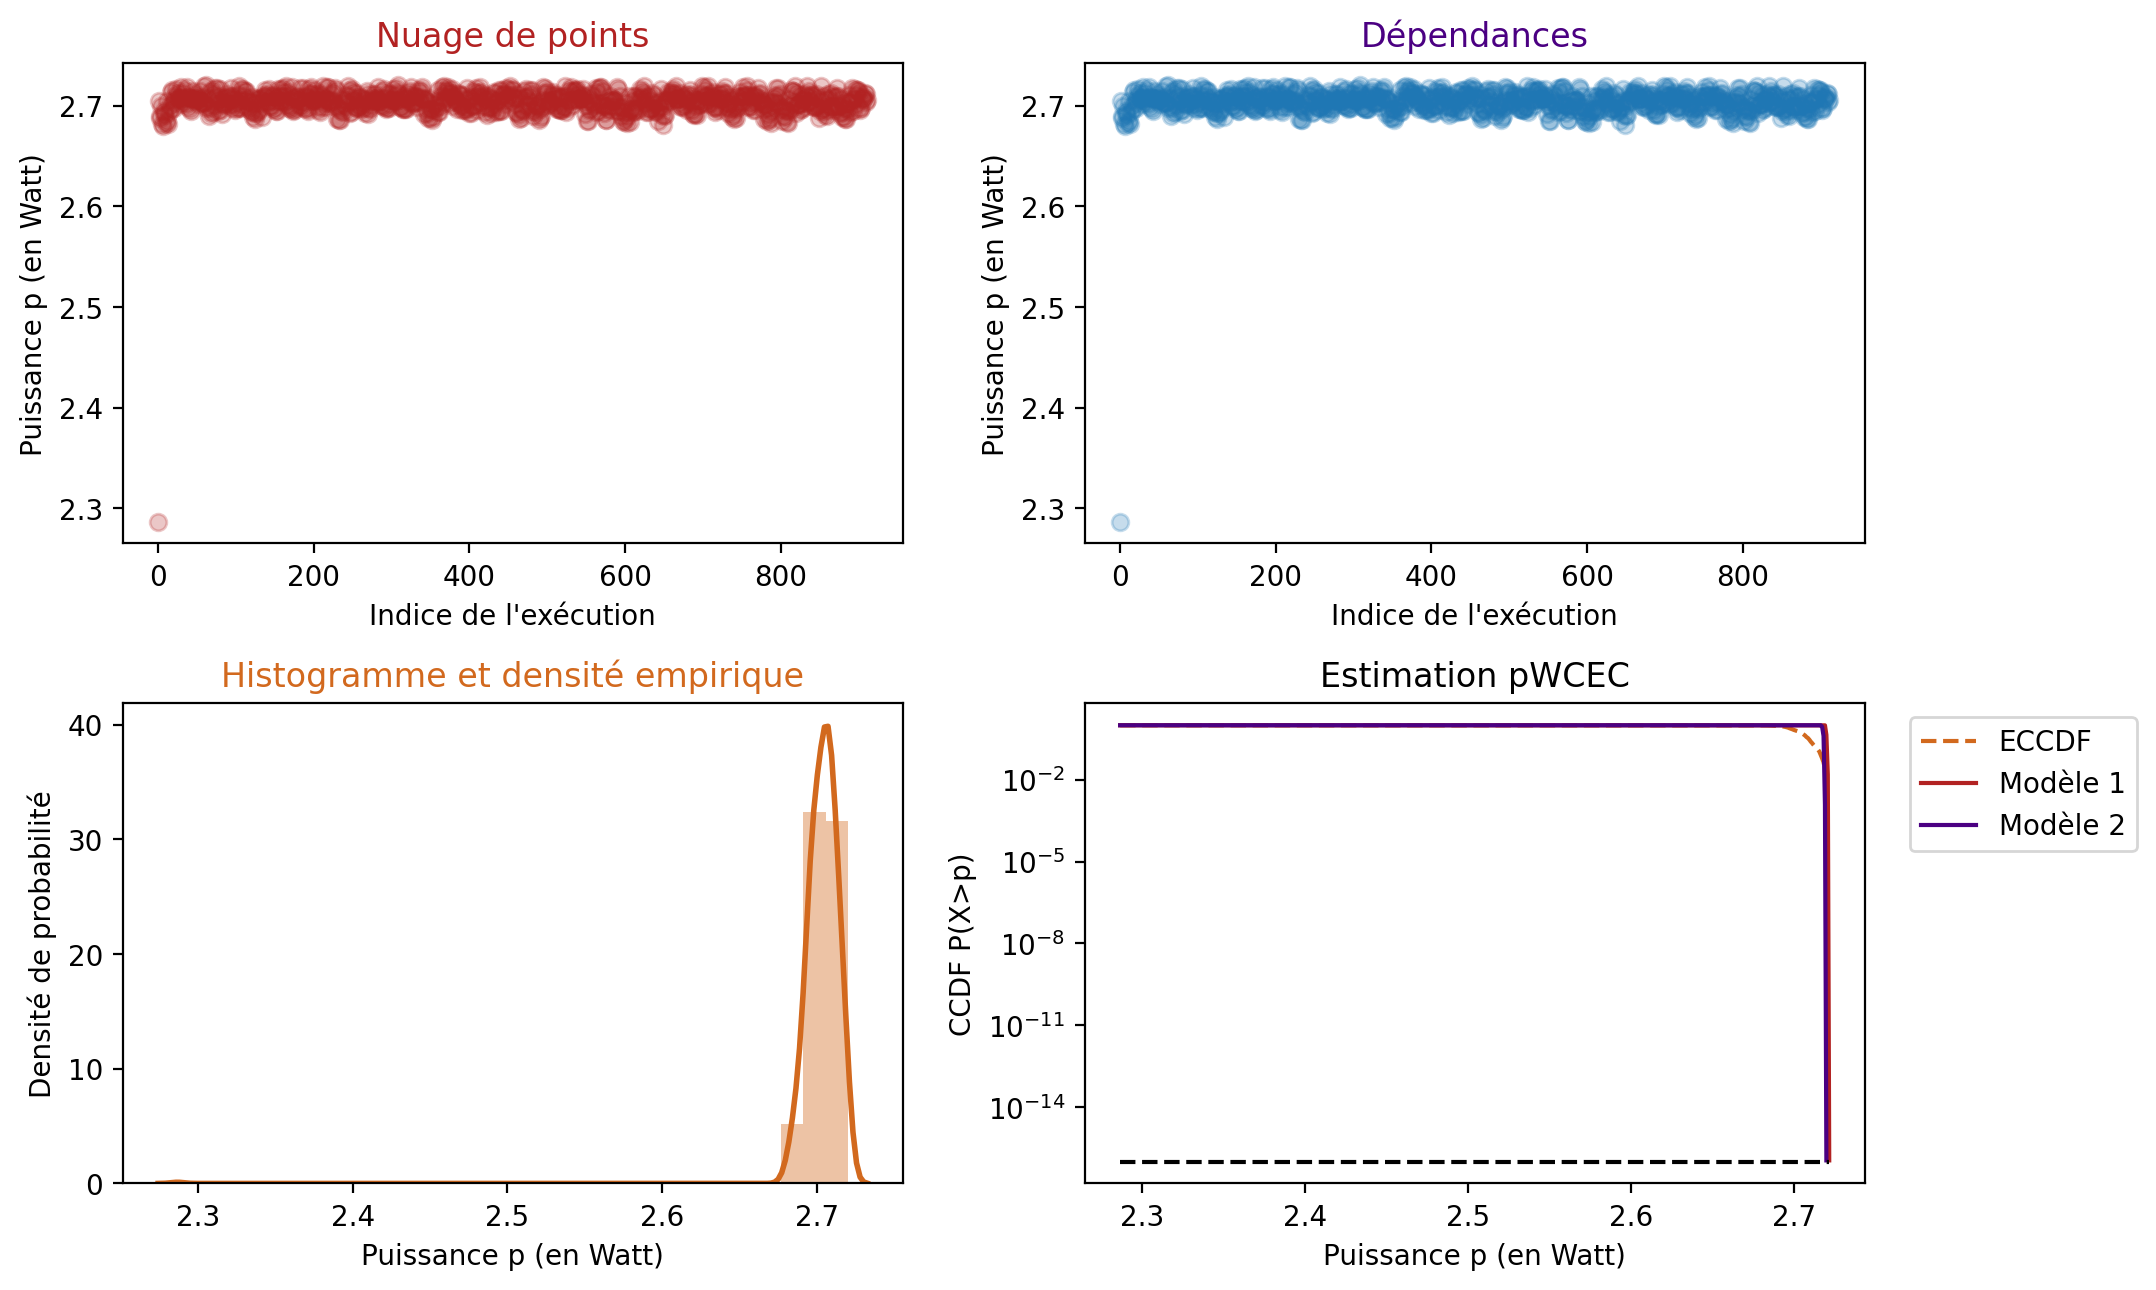 Nuage de points
Puissance p (en Watt)
2.7
2.6
2.5
2.4
2.3
0 200 400 600 800
Indice de l'exécution
Dépendances
Puissance p (en Watt)
2.7
2.6
2.5
2.4
2.3
0 200 400 600 800
Indice de l'exécution
Histogramme et densité empirique
Densité de probabilité
40
30
20
10
0
2.3 2.4 2.5 2.6 2.7
Puissance p (en Watt)
Estimation pWCEC
CCDF P(X>p)
10⁻²
10⁻⁵
10⁻⁸
10⁻¹¹
10⁻¹⁴
2.3 2.4 2.5 2.6 2.7
Puissance p (en Watt)
ECCDF
Modèle 1
Modèle 2